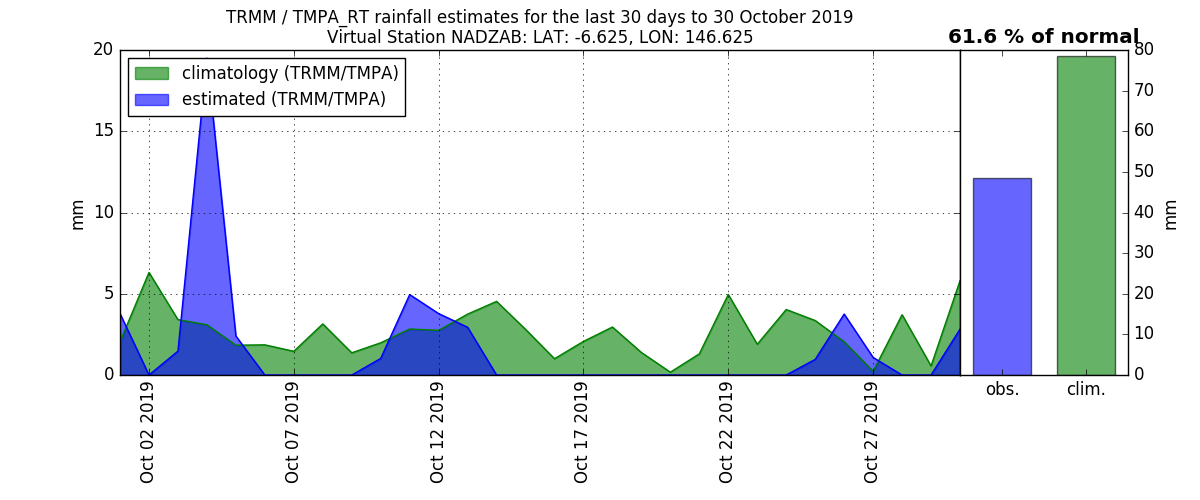 TRMM / TMPA_RT rainfall estimates for the last 30 days to 30 October 2019
Virtual Station NADZAB: LAT: -6.625, LON: 146.625
61.6 % of normal
climatology (TRMM/TMPA)
estimated (TRMM/TMPA)
20
15
10
5
0
mm
Oct 02 2019
Oct 07 2019
Oct 12 2019
Oct 17 2019
Oct 22 2019
Oct 27 2019
obs.
clim.
80
70
60
50
40
30
20
10
0
mm